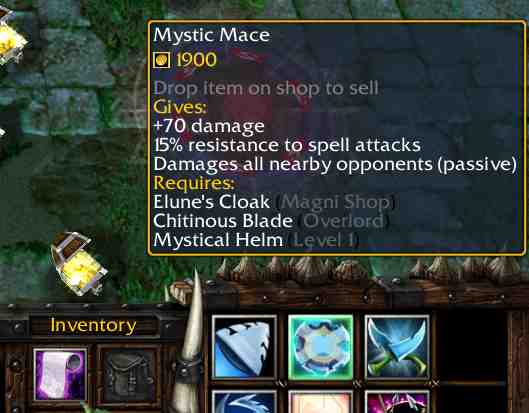 Mystic Mace
1900
Drop item on shop to sell
Gives:
+70 damage
15% resistance to spell attacks
Damages all nearby opponents (passive)
Requires:
Elune's Cloak (Magni Shop)
Chitinous Blade (Overlord)
Mystical Helm (Level 1)
Inventory